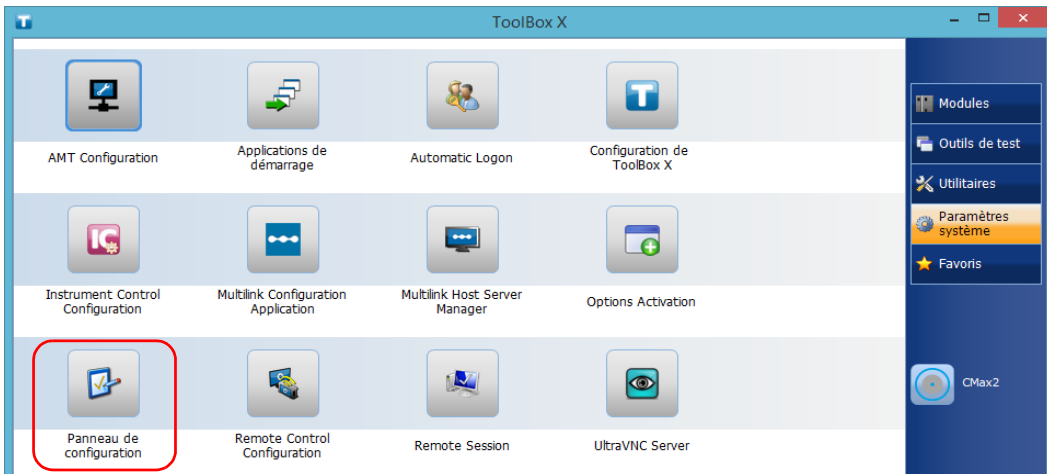 ToolBox X
AMT Configuration
Applications de
démarrage
Automatic Logon
Configuration de
ToolBox X
Instrument Control
Configuration
Multilink Configuration
Application
Multilink Host Server
Manager
Options Activation
Panneau de
configuration
Remote Control
Configuration
Remote Session
UltraVNC Server
Modules
Outils de test
Utilitaires
Paramètres
système
Favoris
CMax2